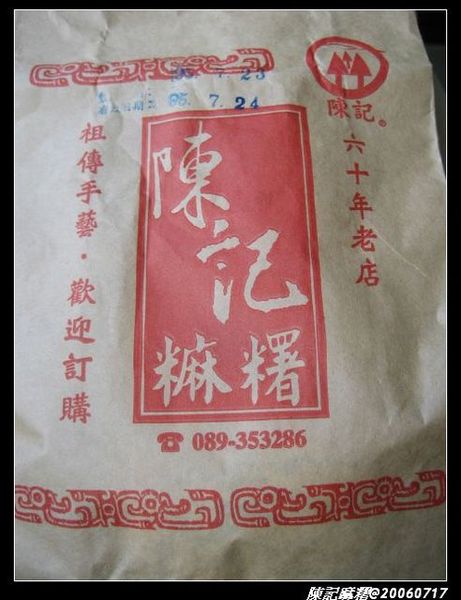 95. 7. 24
陳記
六十年老店
陳記
糍糬
祖傳手藝·歡迎訂購
☎ 089-353286
陳記麻糬@20060717